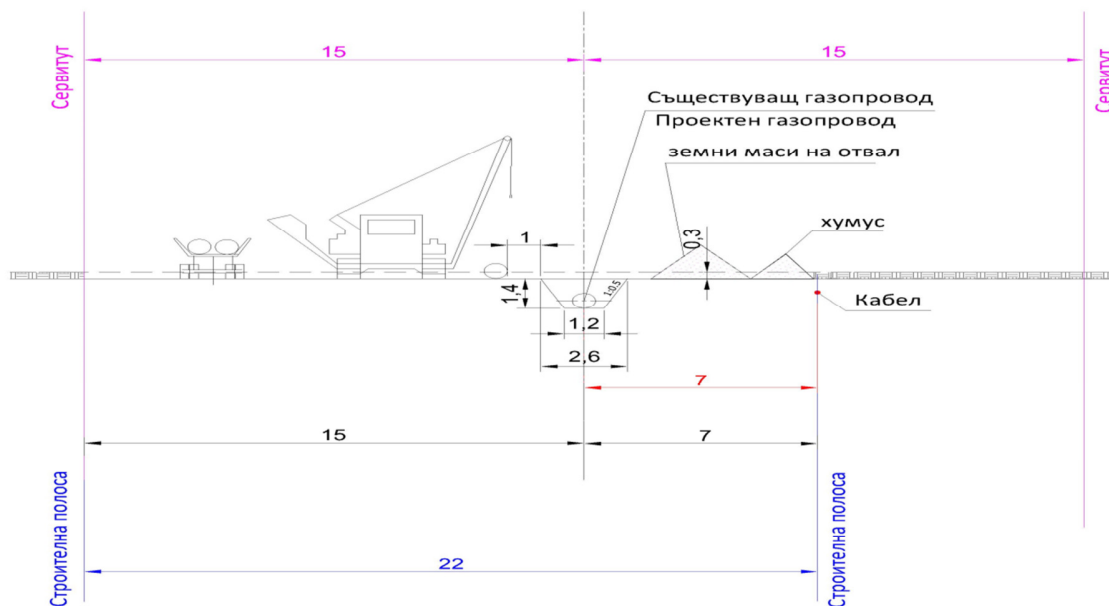 15
15
Сервитут
Сервитут
Съществуващ газопровод
Проектен газопровод
земни маси на отвал
хумус
0,3
1
1,4
1:0.5
Кабел
1,2
2,6
7
15
7
Строителна полоса
Строителна полоса
22